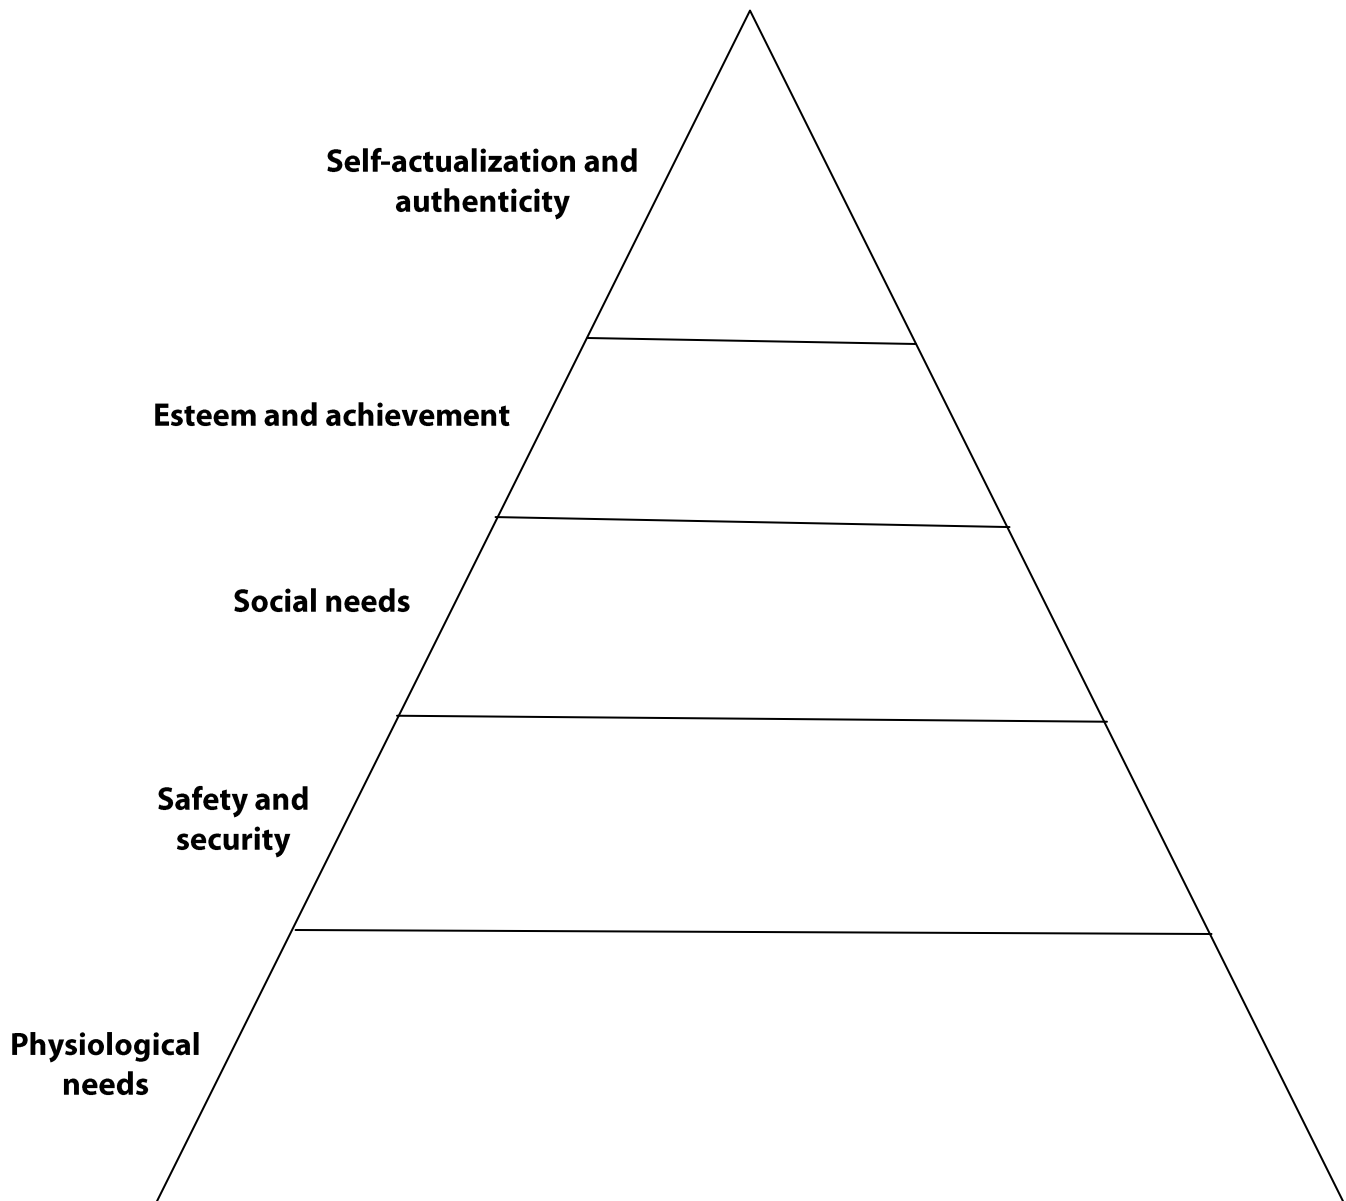 Self-actualization and
authenticity
Esteem and achievement
Social needs
Safety and
security
Physiological
needs